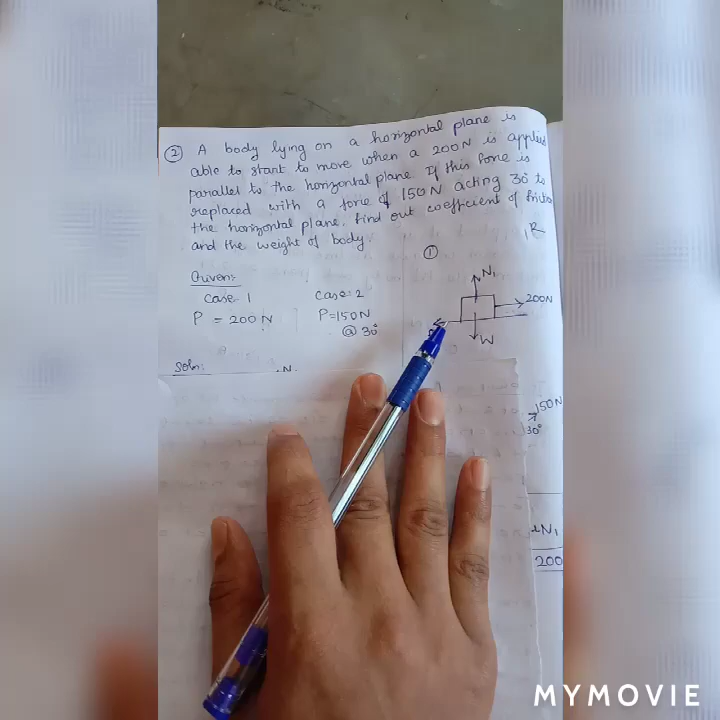 ② A body lying on a horizontal plane is
able to start to move when a 200N is applied
parallel to the horizontal plane. If this force is
replaced with a force of 150N acting 30° to
the horizontal plane. find out coefficient of friction
and the weight of body.
R
①
Given:-
Case-1 Case:2
P = 200 N P=150N
@ 30°
N₁
200N
W
Soln:
N.
150N
30°
N₁
200
MYMOVIE